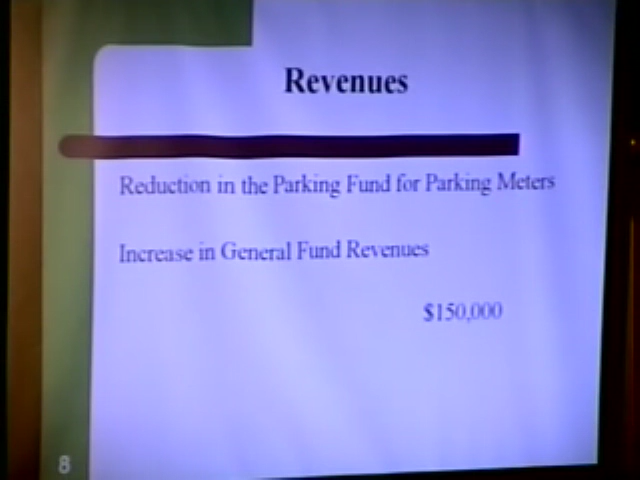 Revenues
Reduction in the Parking Fund for Parking Meters
Increase in General Fund Revenues
$150,000
8